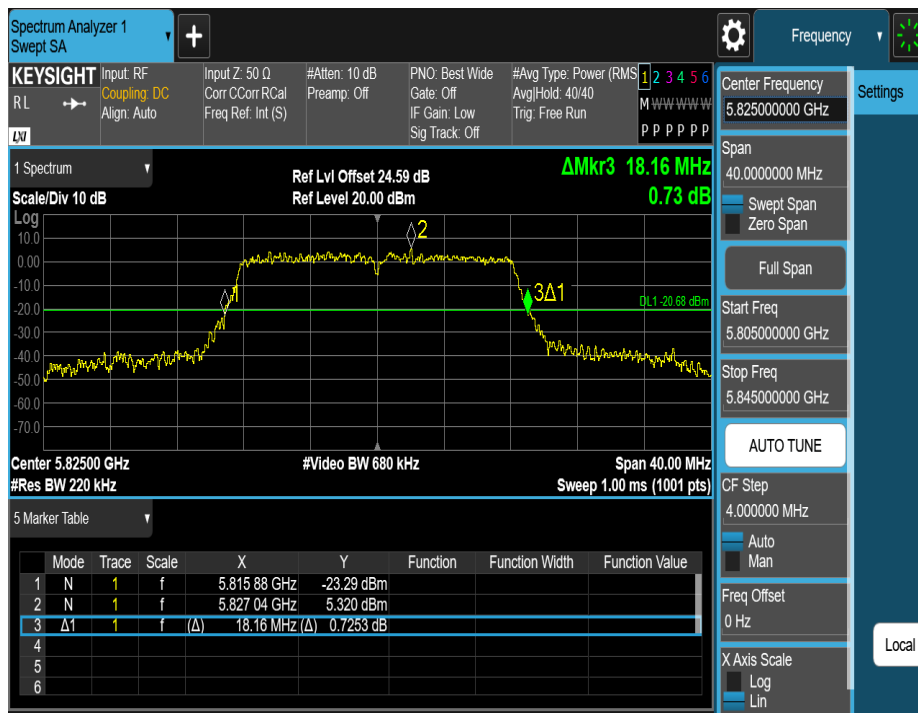 Spectrum Analyzer 1
Swept SA
+
Frequency
KEYSIGHT
RL
LXI
Input: RF
Coupling: DC
Align: Auto
Input Z: 50 Ω
Corr CCorr RCal
Freq Ref: Int (S)
#Atten: 10 dB
Preamp: Off
PNO: Best Wide
Gate: Off
IF Gain: Low
Sig Track: Off
#Avg Type: Power (RMS
Avg|Hold: 40/40
Trig: Free Run
1 2 3 4 5 6
M W W W W W
P P P P P P
1 Spectrum
Scale/Div 10 dB
Ref Lvl Offset 24.59 dB
Ref Level 20.00 dBm
ΔMkr3 18.16 MHz
0.73 dB
Log
10.0
0.00
-10.0
-20.0
-30.0
-40.0
-50.0
-60.0
-70.0
2
3Δ1
DL1 -20.68 dBm
Center 5.82500 GHz
#Video BW 680 kHz
Span 40.00 MHz
#Res BW 220 kHz
Sweep 1.00 ms (1001 pts)
5 Marker Table
Mode Trace Scale X Y Function Function Width Function Value
1 N 1 f 5.815 88 GHz -23.29 dBm
2 N 1 f 5.827 04 GHz 5.320 dBm
3 Δ1 1 f (Δ) 18.16 MHz (Δ) 0.7253 dB
4
5
6
Center Frequency
5.825000000 GHz
Settings
Span
40.0000000 MHz
Swept Span
Zero Span
Full Span
Start Freq
5.805000000 GHz
Stop Freq
5.845000000 GHz
AUTO TUNE
CF Step
4.000000 MHz
Auto
Man
Freq Offset
0 Hz
Local
X Axis Scale
Log
Lin